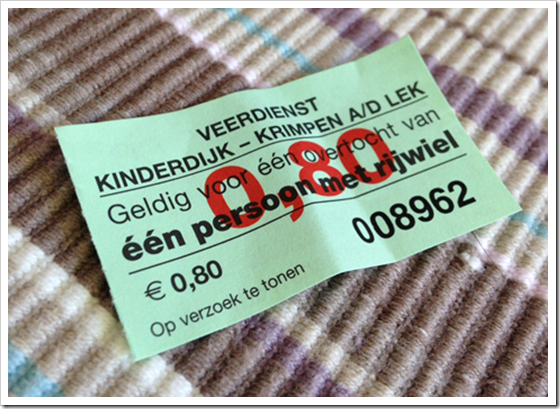 VEERDIENST
KINDERDIJK – KRIMPEN A/D LEK
Geldig voor één overtocht van
één persoon met rijwiel
0,80
€ 0,80
008962
Op verzoek te tonen